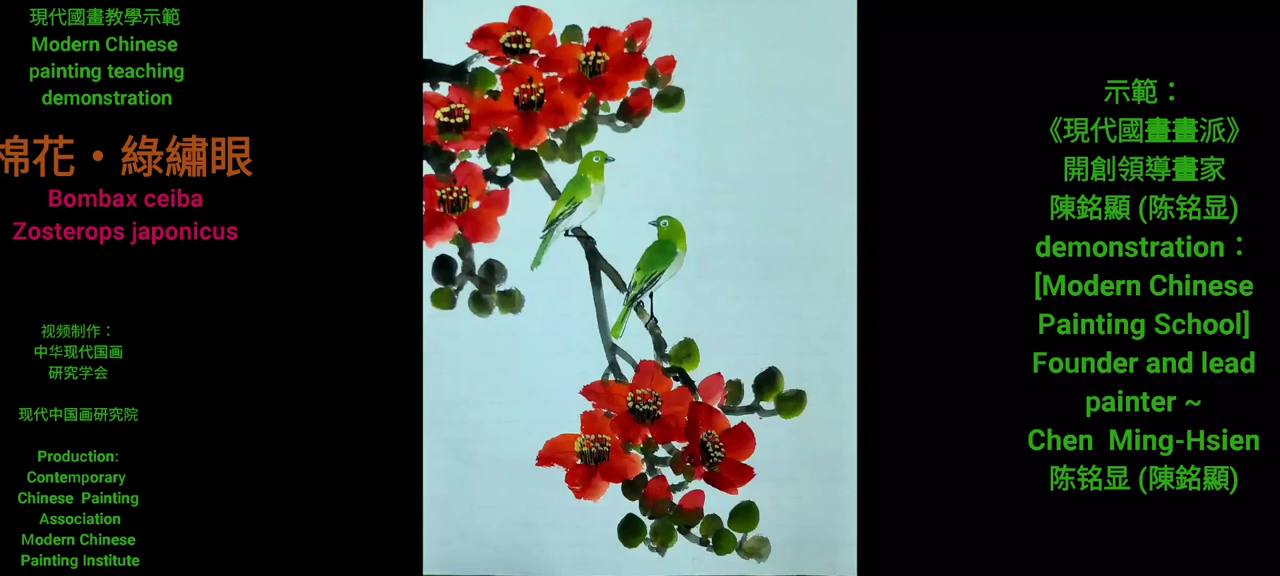 現代國畫教學示範
Modern Chinese
painting teaching
demonstration
棉花・綠繡眼
Bombax ceiba
Zosterops japonicus
视频制作：
中华现代国画
研究学会
现代中国画研究院
Production:
Contemporary
Chinese Painting
Association
Modern Chinese
Painting Institute
示範：
《現代國畫畫派》
開創領導畫家
陳銘顯 (陈铭显)
demonstration：
[Modern Chinese
Painting School]
Founder and lead
painter ~
Chen Ming-Hsien
陈铭显 (陳銘顯)